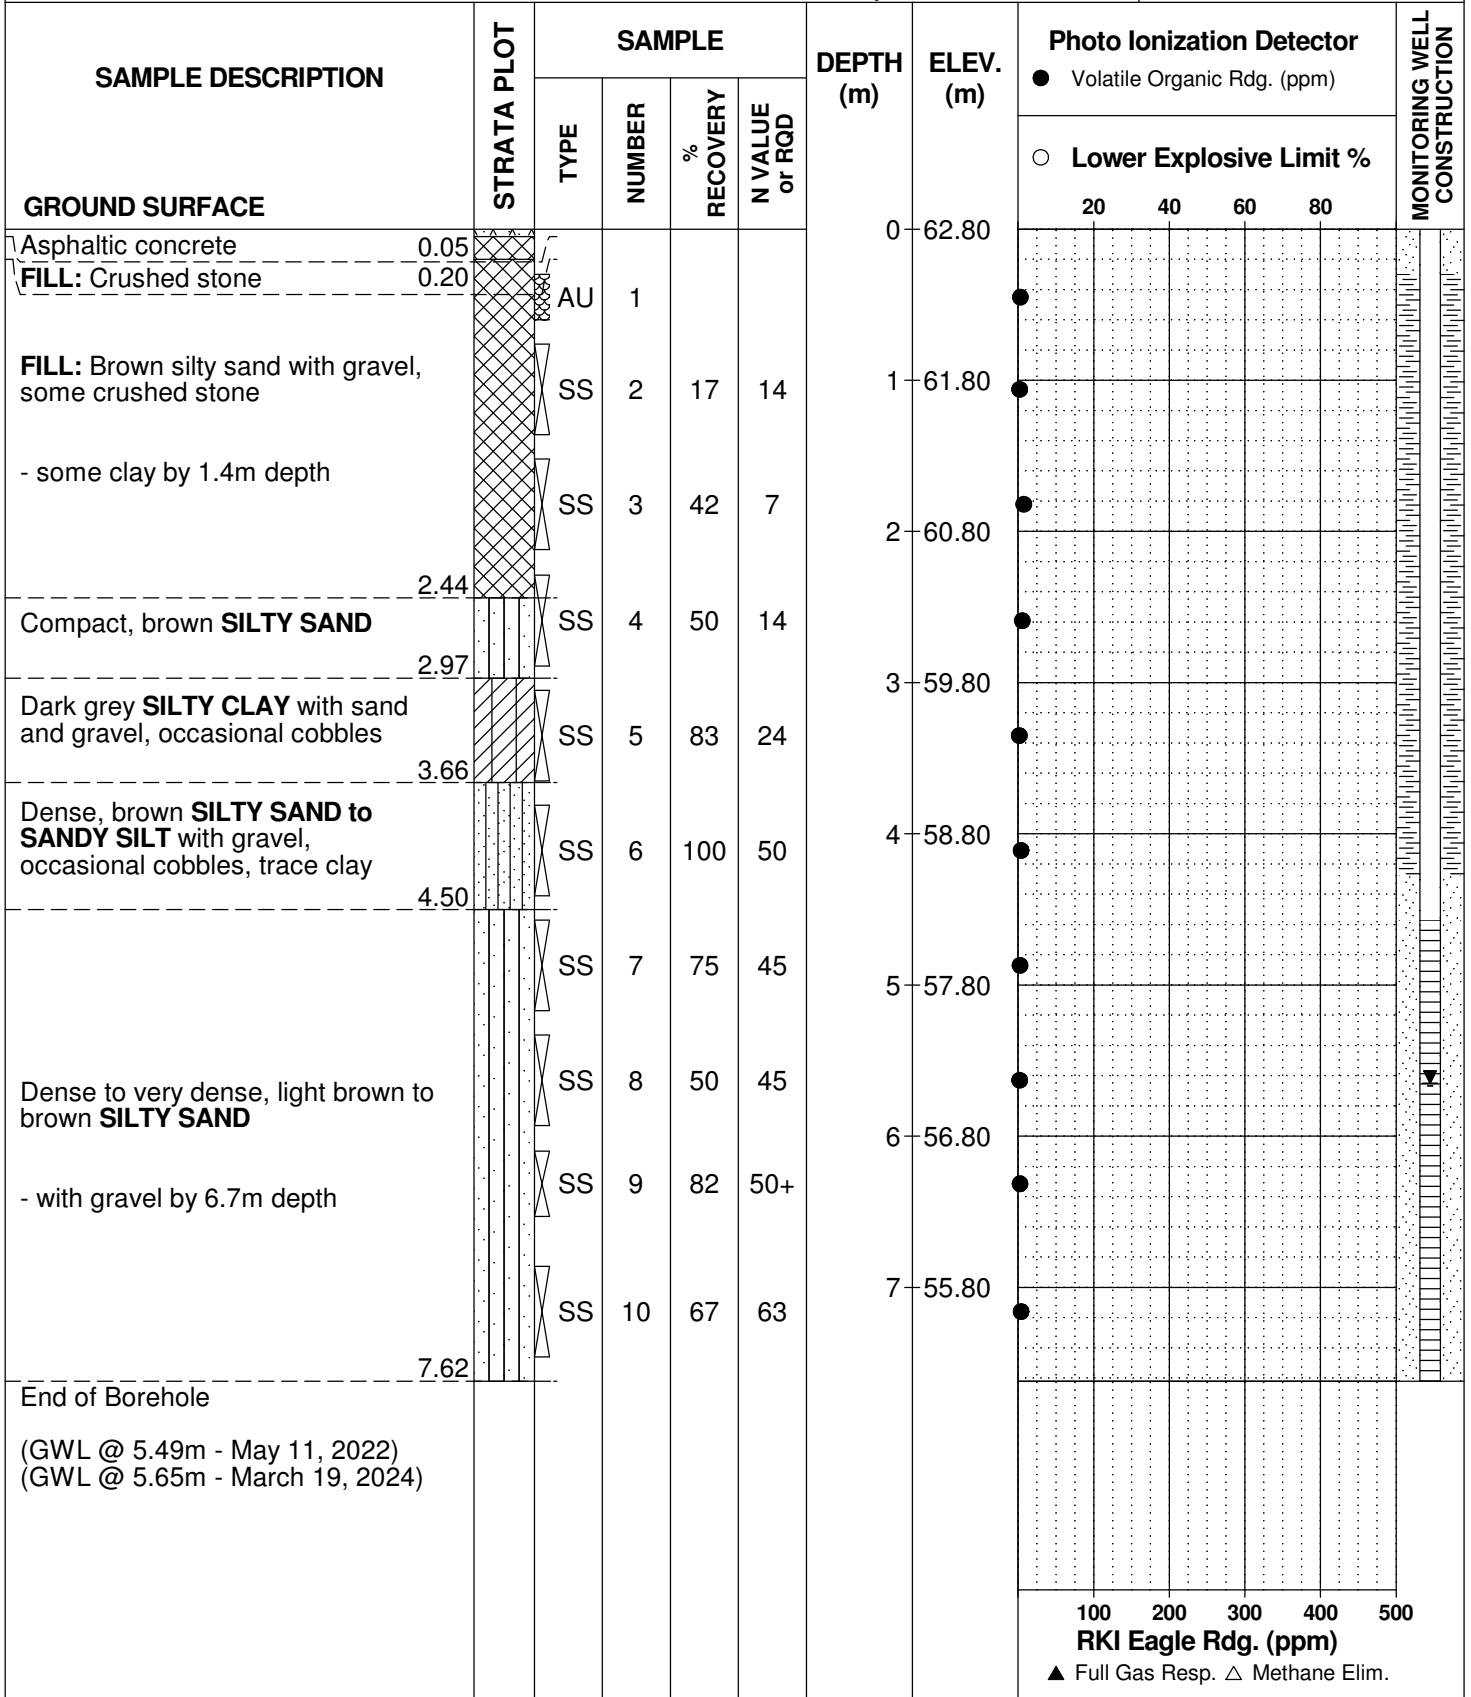 SAMPLE DESCRIPTION
GROUND SURFACE
STRATA PLOT
SAMPLE
TYPE
NUMBER
%
RECOVERY
N VALUE
or RQD
DEPTH
(m)
ELEV.
(m)
Photo Ionization Detector
● Volatile Organic Rdg. (ppm)
○ Lower Explosive Limit %
20 40 60 80
MONITORING WELL
CONSTRUCTION
0 62.80
Asphaltic concrete 0.05
FILL: Crushed stone 0.20
AU 1
FILL: Brown silty sand with gravel,
some crushed stone
SS 2 17 14
1 61.80
- some clay by 1.4m depth
SS 3 42 7
2 60.80
2.44
Compact, brown SILTY SAND
SS 4 50 14
2.97
3 59.80
Dark grey SILTY CLAY with sand
and gravel, occasional cobbles
SS 5 83 24
3.66
Dense, brown SILTY SAND to
SANDY SILT with gravel,
occasional cobbles, trace clay
4 58.80
SS 6 100 50
4.50
SS 7 75 45
5 57.80
Dense to very dense, light brown to
brown SILTY SAND
SS 8 50 45
6 56.80
- with gravel by 6.7m depth
SS 9 82 50+
7 55.80
SS 10 67 63
7.62
End of Borehole
(GWL @ 5.49m - May 11, 2022)
(GWL @ 5.65m - March 19, 2024)
100 200 300 400 500
RKI Eagle Rdg. (ppm)
▲ Full Gas Resp. △ Methane Elim.